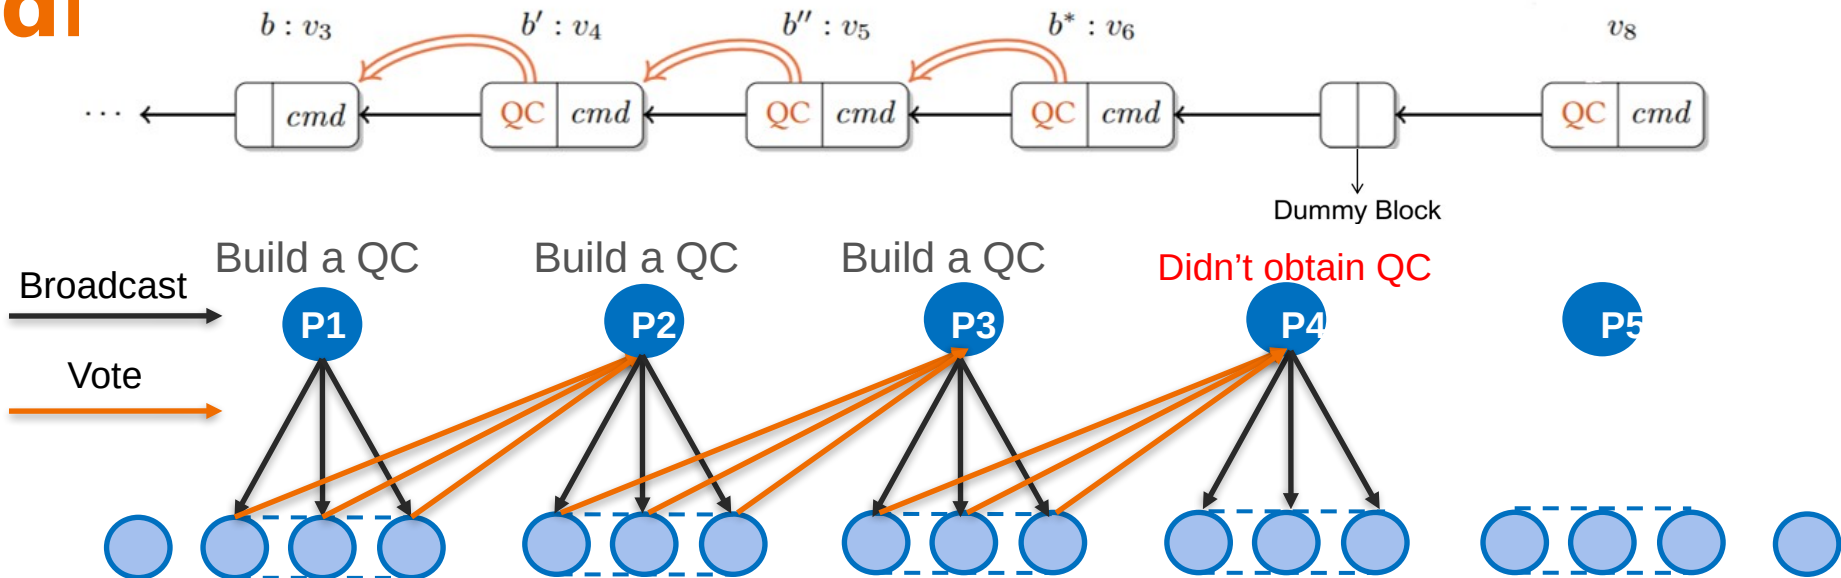 b : v₃ b′ : v₄ b″ : v₅ b* : v₆ v₈
··· cmd QC cmd QC cmd QC cmd QC cmd
Dummy Block
Build a QC Build a QC Build a QC Didn't obtain QC
Broadcast
P1 P2 P3 P4 P5
Vote